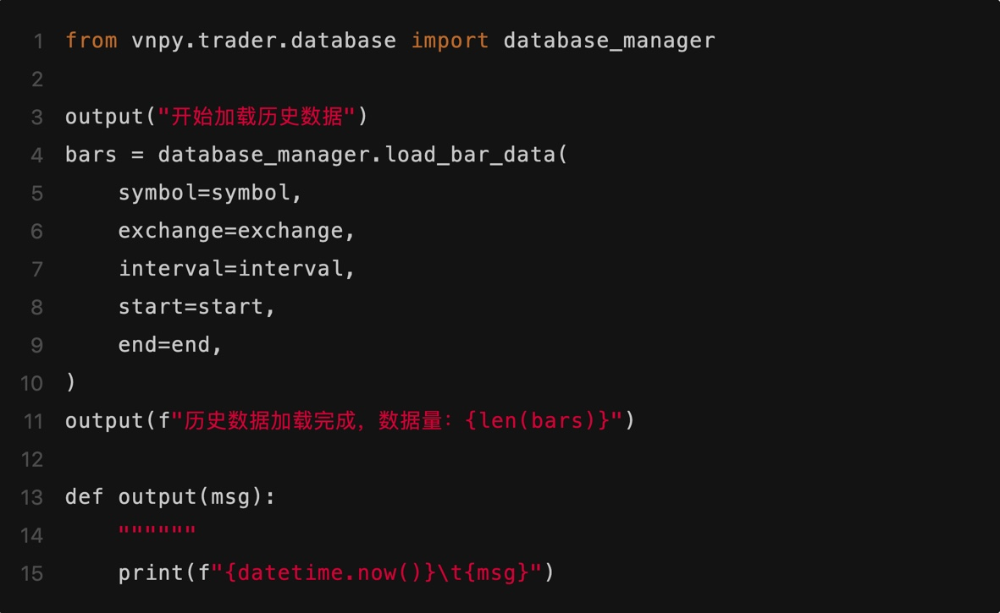 1 from vnpy.trader.database import database_manager
2
3 output("开始加载历史数据")
4 bars = database_manager.load_bar_data(
5     symbol=symbol,
6     exchange=exchange,
7     interval=interval,
8     start=start,
9     end=end,
10 )
11 output(f"历史数据加载完成，数据量：{len(bars)}")
12
13 def output(msg):
14     """"""
15     print(f"{datetime.now()}\t{msg}")